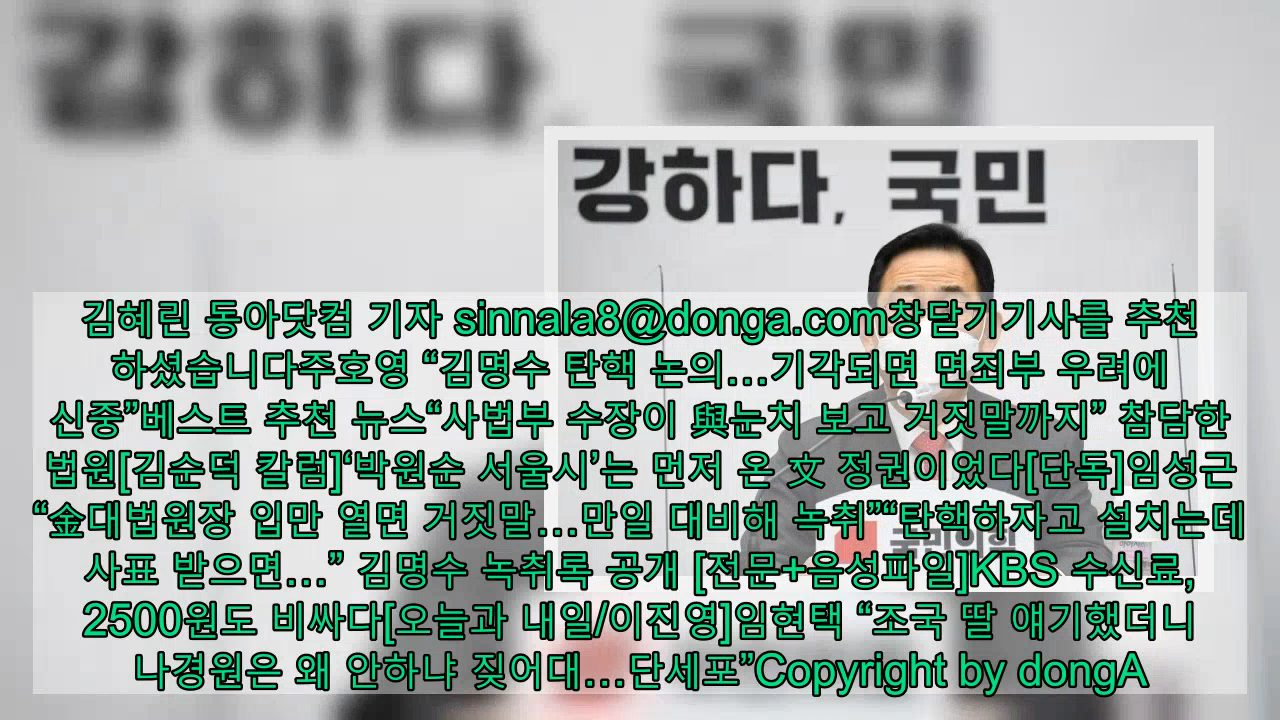 강하다, 국민
강하다, 국민
김혜린 동아닷컴 기자 sinnala8@donga.com창닫기기사를 추천
하셨습니다주호영 “김명수 탄핵 논의…기각되면 면죄부 우려에
신중”베스트 추천 뉴스“사법부 수장이 與눈치 보고 거짓말까지” 참담한
법원[김순덕 칼럼]‘박원순 서울시’는 먼저 온 文 정권이었다[단독]임성근
“金대법원장 입만 열면 거짓말…만일 대비해 녹취”“탄핵하자고 설치는데
사표 받으면…” 김명수 녹취록 공개 [전문+음성파일]KBS 수신료,
2500원도 비싸다[오늘과 내일/이진영]임현택 “조국 딸 얘기했더니
나경원은 왜 안하냐 짖어대…단세포”Copyright by dongA
국민의힘